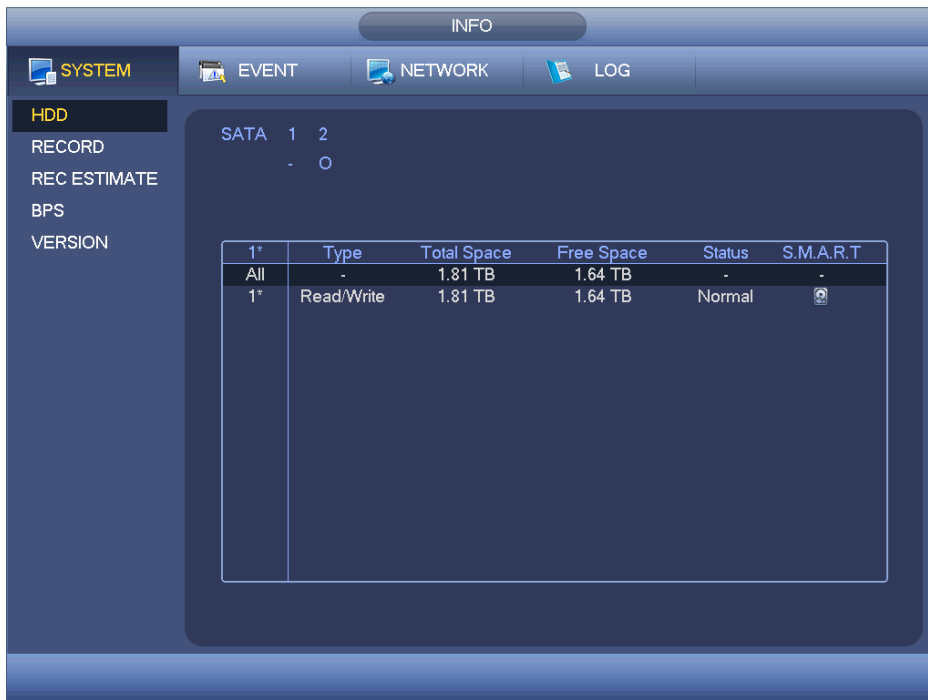 INFO
SYSTEM EVENT NETWORK LOG
HDD
RECORD
REC ESTIMATE
BPS
VERSION
SATA 1 2
- O
1* Type Total Space Free Space Status S.M.A.R.T
All - 1.81 TB 1.64 TB - -
1* Read/Write 1.81 TB 1.64 TB Normal